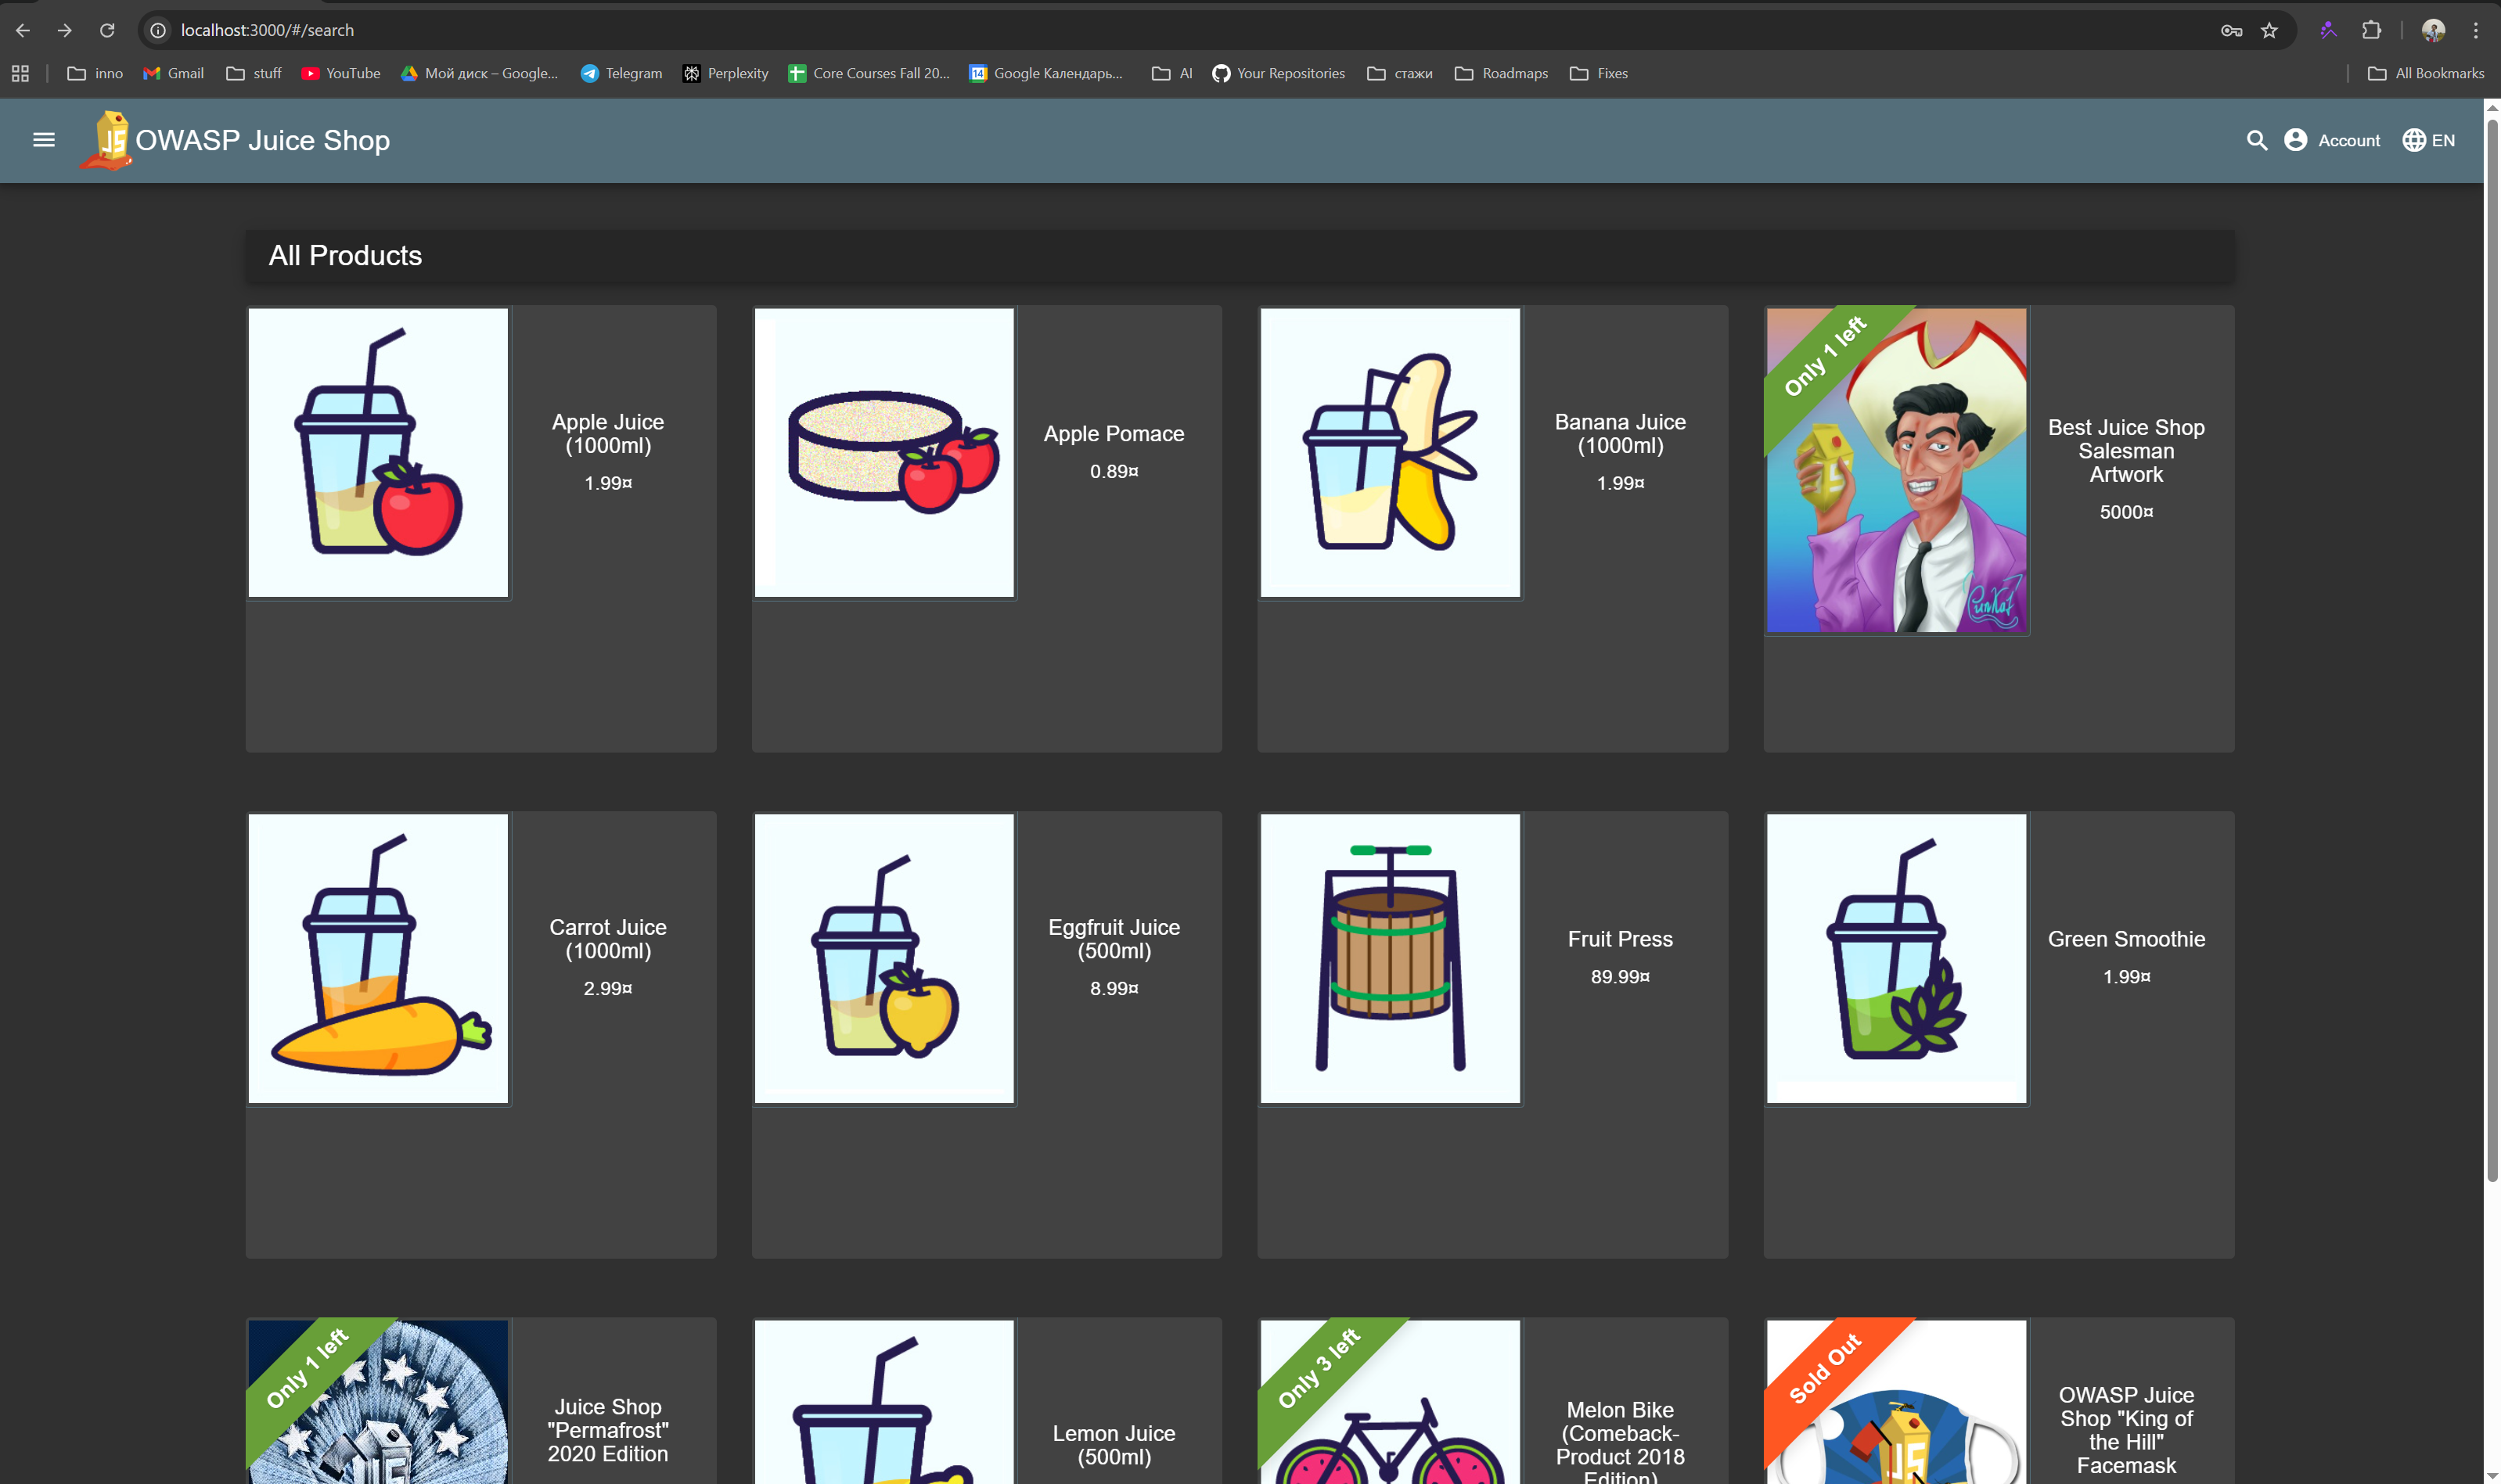 localhost:3000/#/search
inno
Gmail
stuff
YouTube
Мой диск – Google...
Telegram
Perplexity
Core Courses Fall 20...
14
Google Календарь...
AI
Your Repositories
стажи
Roadmaps
Fixes
All Bookmarks
JS
OWASP Juice Shop
Account
EN
All Products
Apple Juice
(1000ml)
1.99¤
Apple Pomace
0.89¤
Banana Juice
(1000ml)
1.99¤
Only 1 left
Best Juice Shop
Salesman
Artwork
5000¤
Carrot Juice
(1000ml)
2.99¤
Eggfruit Juice
(500ml)
8.99¤
Fruit Press
89.99¤
Green Smoothie
1.99¤
Only 1 left
JS
Juice Shop
"Permafrost"
2020 Edition
Lemon Juice
(500ml)
Only 3 left
Melon Bike
(Comeback-
Product 2018
Edition)
Sold Out
JS
OWASP Juice
Shop "King of
the Hill"
Facemask